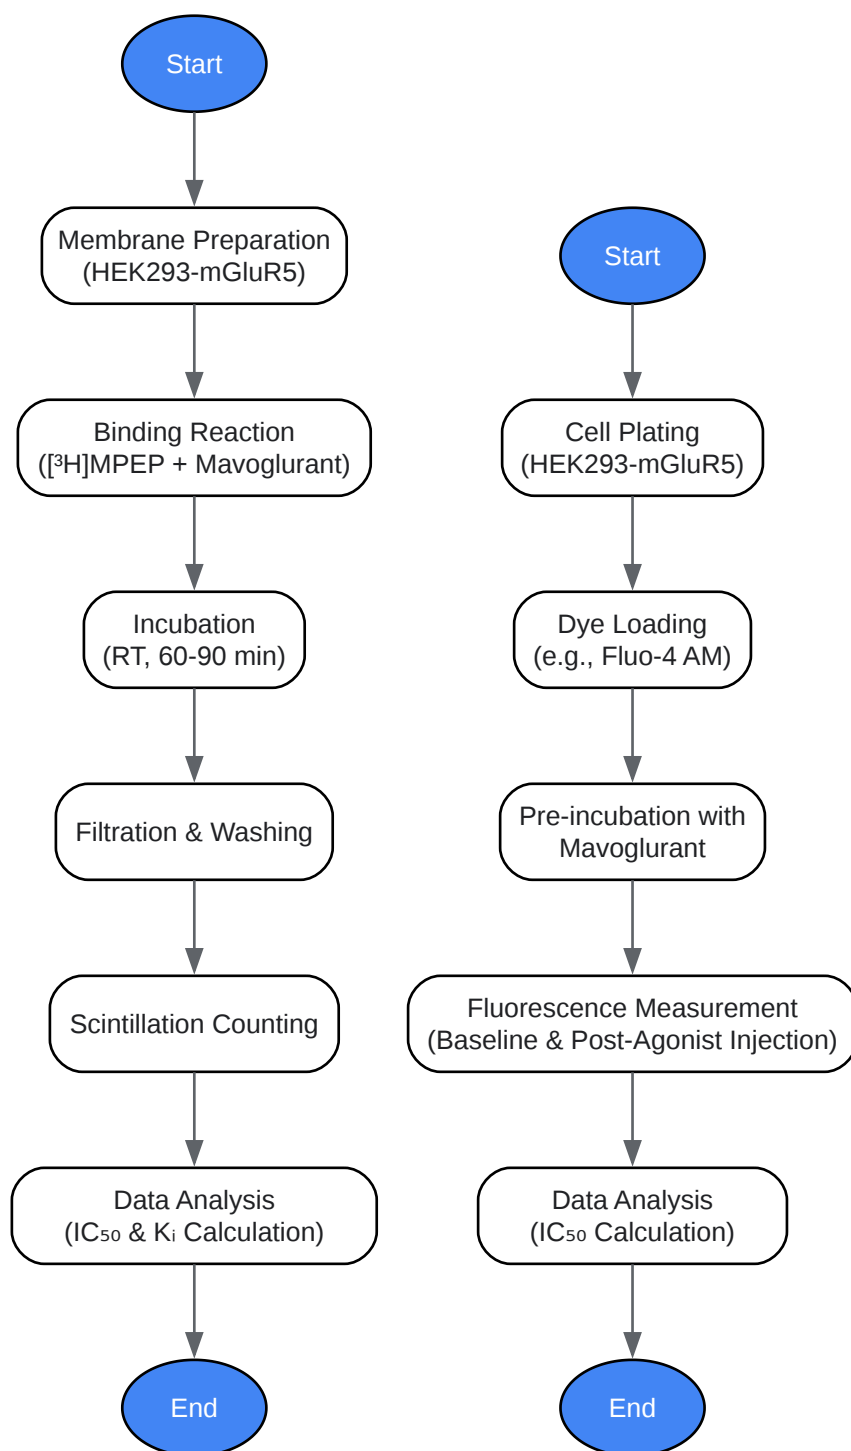 Start
Membrane Preparation
(HEK293-mGluR5)
Binding Reaction
([³H]MPEP + Mavoglurant)
Incubation
(RT, 60-90 min)
Filtration & Washing
Scintillation Counting
Data Analysis
(IC₅₀ & Kᵢ Calculation)
End
Start
Cell Plating
(HEK293-mGluR5)
Dye Loading
(e.g., Fluo-4 AM)
Pre-incubation with
Mavoglurant
Fluorescence Measurement
(Baseline & Post-Agonist Injection)
Data Analysis
(IC₅₀ Calculation)
End